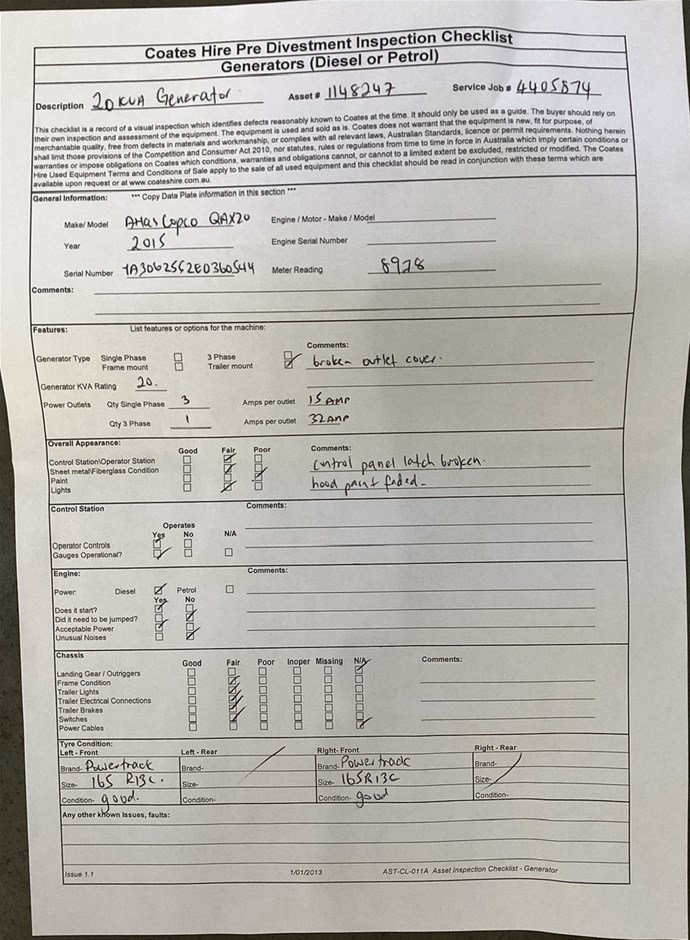 Coates Hire Pre Divestment Inspection Checklist
Generators (Diesel or Petrol)
Description 20KVA Generator Asset # 1148247 Service Job # 4405874
This checklist is a record of a visual inspection which identifies defects reasonably known to Coates at the time. It should only be used as a guide. The buyer should rely on
their own inspection and assessment of the equipment. The equipment is used and sold as is. Coates does not warrant that the equipment is new, fit for purpose, of
merchantable quality, free from defects in materials and workmanship, or complies with all relevant laws, Australian Standards, licence or permit requirements. Nothing herein
shall limit those provisions of the Competition and Consumer Act 2010, nor statutes, rules or regulations from time to time in force in Australia which imply certain conditions or
warranties or impose obligations on Coates which conditions, warranties and obligations cannot, or cannot to a limited extent be excluded, restricted or modified. The Coates
Hire Used Equipment Terms and Conditions of Sale apply to the sale of all used equipment and this checklist should be read in conjunction with these terms which are
available upon request or at www.coateshire.com.au.
General Information: *** Copy Data Plate information in this section ***
Make/ Model Atlas Copco QAX20 Engine / Motor - Make / Model
Year 2015 Engine Serial Number
Serial Number YA3062562E0360544 Meter Reading 8928
Comments:
Features: List features or options for the machine:
Comments:
Generator Type Single Phase 3 Phase broken outlet cover.
Frame mount Trailer mount
Generator KVA Rating 20.
Power Outlets Qty Single Phase 3 Amps per outlet 15 AMP
Qty 3 Phase 1 Amps per outlet 32AMP
Overall Appearance: Good Fair Poor Comments:
Control Station\Operator Station control panel latch broken.
Sheet metal/Fiberglass Condition
Paint hood paint faded.
Lights
Control Station Comments:
Operates
Yes No N/A
Operator Controls
Gauges Operational?
Engine: Comments:
Power: Diesel Petrol
Yes No
Does it start?
Did it need to be jumped?
Acceptable Power
Unusual Noises
Chassis Good Fair Poor Inoper Missing N/A Comments:
Landing Gear / Outriggers
Frame Condition
Trailer Lights
Trailer Electrical Connections
Trailer Brakes
Switches
Power Cables
Tyre Condition:
Left - Front Left - Rear Right- Front Right - Rear
Brand- Powertrack Brand- Brand- Powertrack Brand-
Size- 165 R13C. Size- Size- 165R13C Size-
Condition- good. Condition- Condition- good Condition-
Any other known issues, faults:
Issue 1.1 1/01/2013 AST-CL-011A Asset Inspection Checklist - Generator